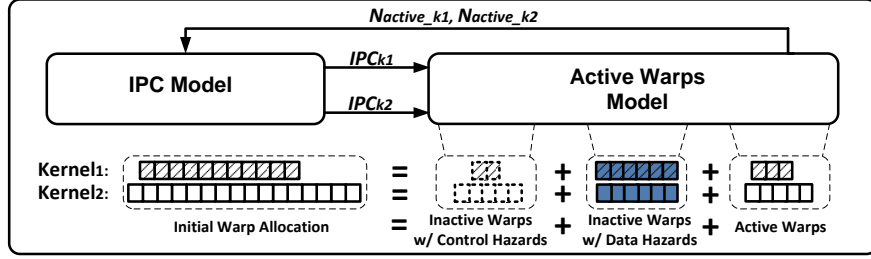 Nactive_k1, Nactive_k2
IPCk1
IPC Model
Active Warps
Model
IPCk2
Kernel1: = + +
Kernel2: = + +
Initial Warp Allocation = Inactive Warps + Inactive Warps + Active Warps
w/ Control Hazards w/ Data Hazards